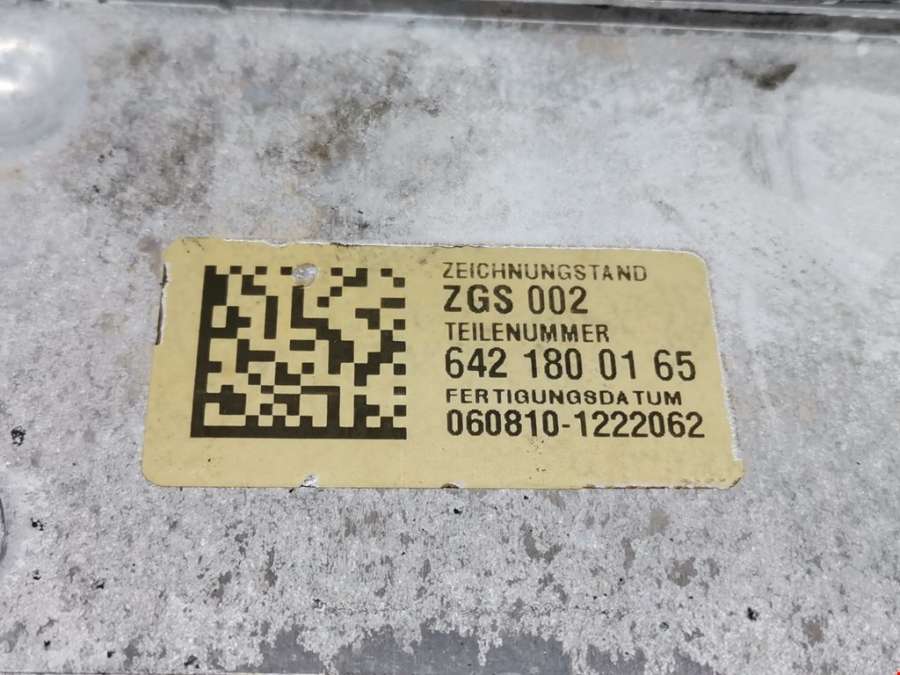 ZEICHNUNGSTAND
ZGS 002
TEILENUMMER
642 180 01 65
FERTIGUNGSDATUM
060810-1222062